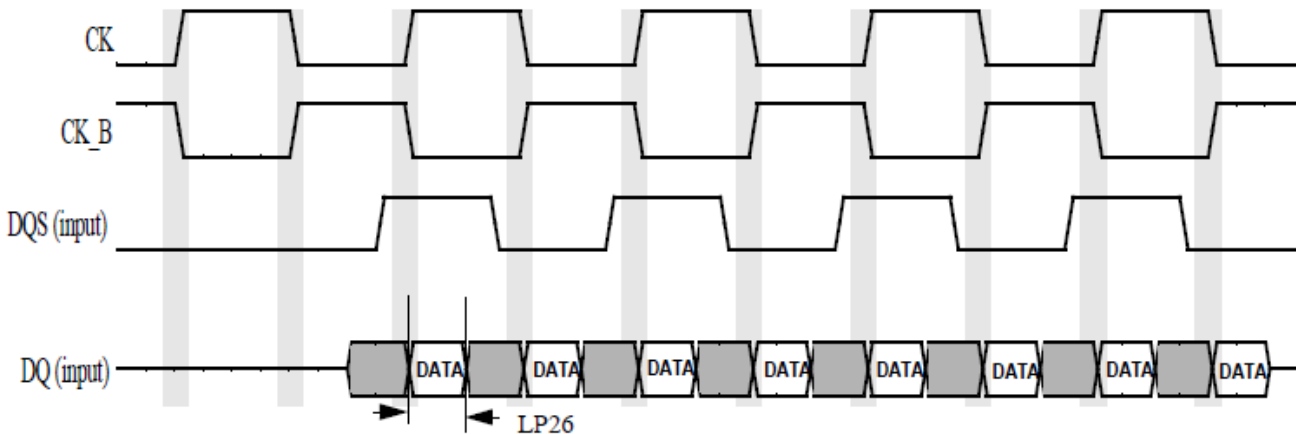 CK
CK_B
DQS (input)
DQ (input)
DATA DATA DATA DATA DATA DATA DATA DATA
LP26